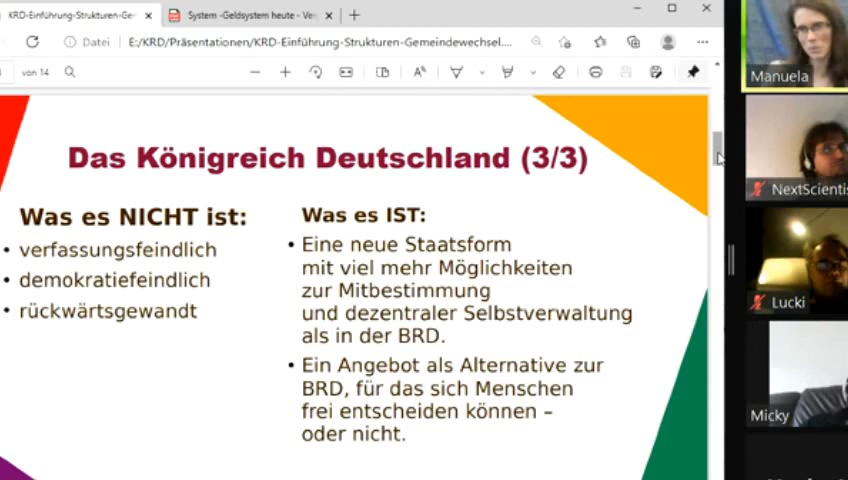 KRD-Einführung-Strukturen-Ge
System -Geldsystem heute - Ve
Datei
E:/KRD/Präsentationen/KRD-Einführung-Strukturen-Gemeindewechsel....
von 14
Das Königreich Deutschland (3/3)
Was es NICHT ist:
• verfassungsfeindlich
• demokratiefeindlich
• rückwärtsgewandt
Was es IST:
• Eine neue Staatsform
mit viel mehr Möglichkeiten
zur Mitbestimmung
und dezentraler Selbstverwaltung
als in der BRD.
• Ein Angebot als Alternative zur
BRD, für das sich Menschen
frei entscheiden können –
oder nicht.
Manuela
NextScientis
Lucki
Micky